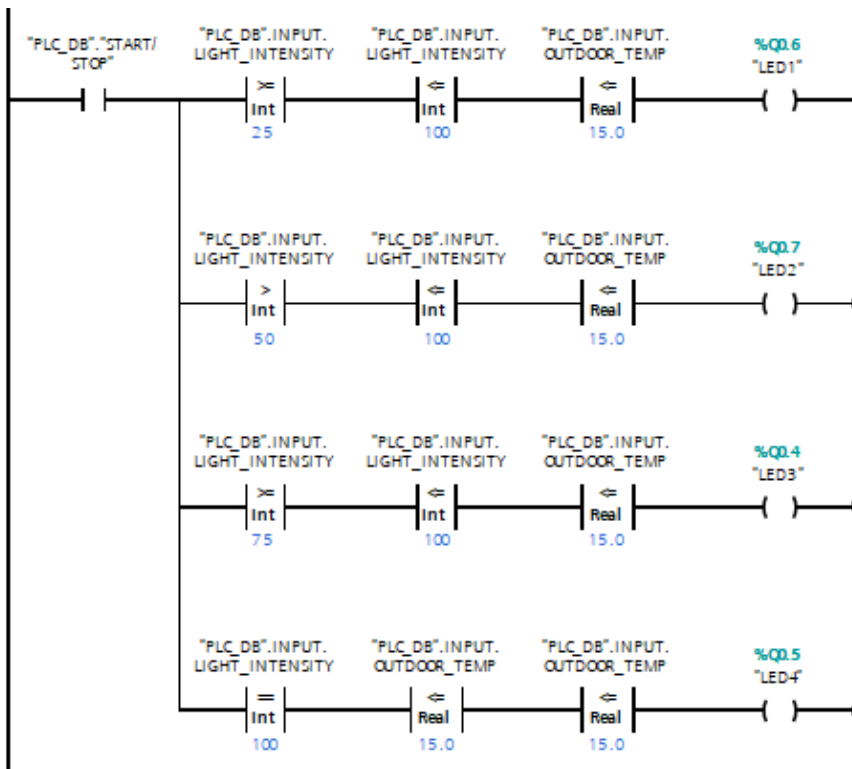 "PLC_DB"."START/
STOP"
"PLC_DB".INPUT.
LIGHT_INTENSITY
>=
Int
25
"PLC_DB".INPUT.
LIGHT_INTENSITY
<=
Int
100
"PLC_DB".INPUT.
OUTDOOR_TEMP
<=
Real
15.0
%Q0.6
"LED1"
"PLC_DB".INPUT.
LIGHT_INTENSITY
>
Int
50
"PLC_DB".INPUT.
LIGHT_INTENSITY
<=
Int
100
"PLC_DB".INPUT.
OUTDOOR_TEMP
<=
Real
15.0
%Q0.7
"LED2"
"PLC_DB".INPUT.
LIGHT_INTENSITY
>=
Int
75
"PLC_DB".INPUT.
LIGHT_INTENSITY
<=
Int
100
"PLC_DB".INPUT.
OUTDOOR_TEMP
<=
Real
15.0
%Q0.4
"LED3"
"PLC_DB".INPUT.
LIGHT_INTENSITY
==
Int
100
"PLC_DB".INPUT.
OUTDOOR_TEMP
<=
Real
15.0
"PLC_DB".INPUT.
OUTDOOR_TEMP
<=
Real
15.0
%Q0.5
"LED4"